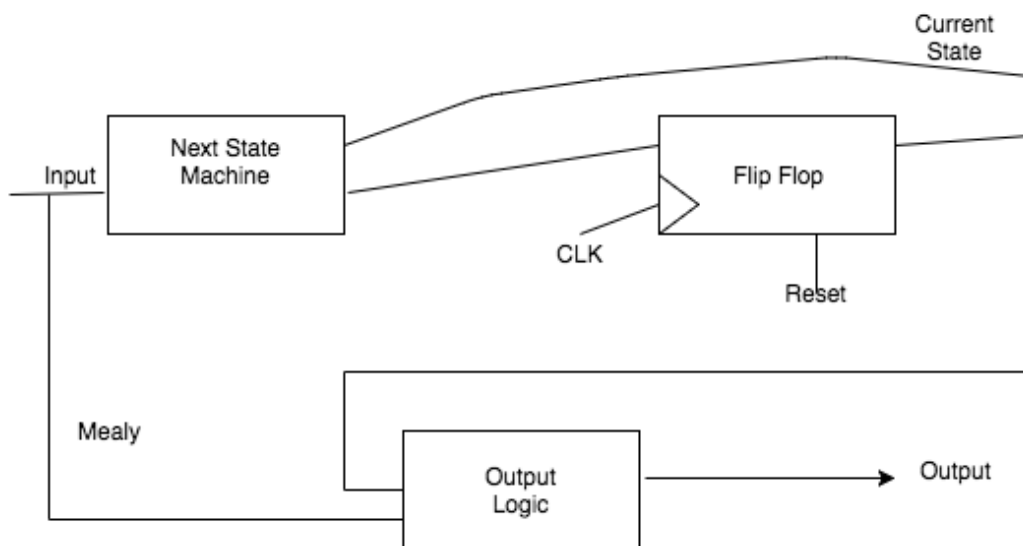 Current
State
Next State
Machine
Input
Flip Flop
CLK
Reset
Mealy
Output
Logic
Output